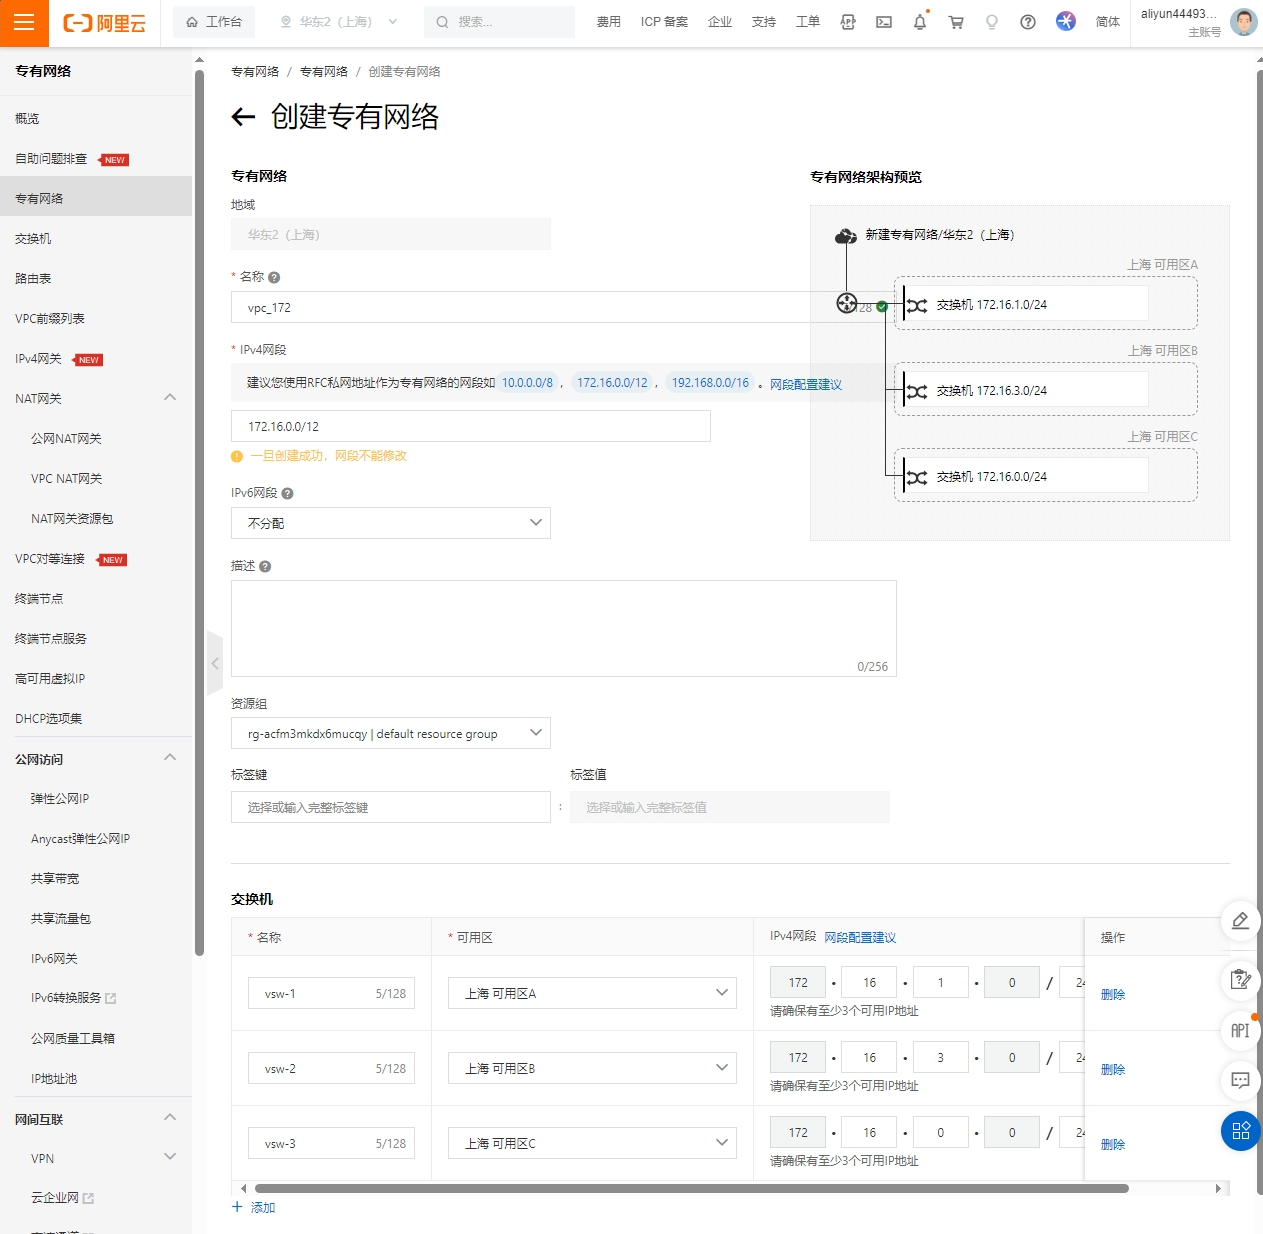 阿里云
工作台
华东2（上海）
搜索...
费用
ICP 备案
企业
支持
工单
简体
aliyun44493...
主账号
专有网络
概览
自助问题排查 NEW
专有网络
交换机
路由表
VPC前缀列表
IPv4网关 NEW
NAT网关
公网NAT网关
VPC NAT网关
NAT网关资源包
VPC对等连接 NEW
终端节点
终端节点服务
高可用虚拟IP
DHCP选项集
公网访问
弹性公网IP
Anycast弹性公网IP
共享带宽
共享流量包
IPv6网关
IPv6转换服务
公网质量工具箱
IP地址池
网间互联
VPN
云企业网
专有网络 / 专有网络 / 创建专有网络
创建专有网络
专有网络
地域
华东2（上海）
* 名称
vpc_172
/128
* IPv4网段
建议您使用RFC私网地址作为专有网络的网段如 10.0.0.0/8 ， 172.16.0.0/12 ， 192.168.0.0/16 。网段配置建议
172.16.0.0/12
一旦创建成功，网段不能修改
IPv6网段
不分配
描述
0/256
资源组
rg-acfm3mkdx6mucqy | default resource group
标签键
标签值
选择或输入完整标签键 : 选择或输入完整标签值
专有网络架构预览
新建专有网络/华东2（上海）
上海 可用区A
交换机 172.16.1.0/24
上海 可用区B
交换机 172.16.3.0/24
上海 可用区C
交换机 172.16.0.0/24
交换机
* 名称
* 可用区
IPv4网段 网段配置建议
操作
vsw-1 5/128
上海 可用区A
172 . 16 . 1 . 0 / 24
请确保有至少3个可用IP地址
删除
vsw-2 5/128
上海 可用区B
172 . 16 . 3 . 0 / 24
请确保有至少3个可用IP地址
删除
vsw-3 5/128
上海 可用区C
172 . 16 . 0 . 0 / 24
请确保有至少3个可用IP地址
删除
+ 添加
API